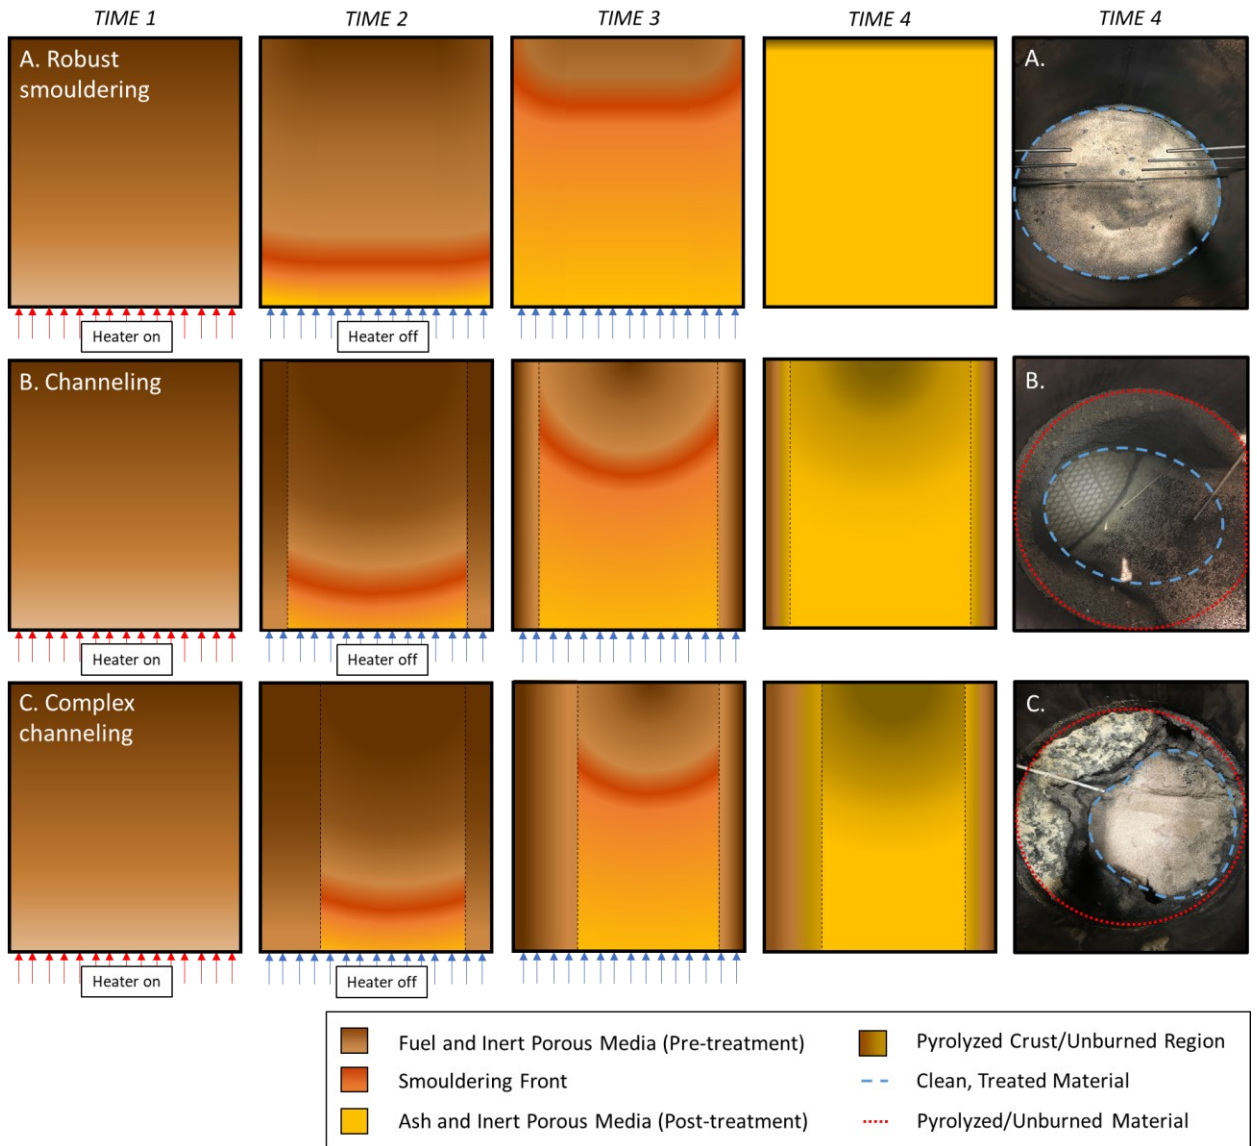 TIME 1
TIME 2
TIME 3
TIME 4
TIME 4
A. Robust
smouldering
A.
Heater on
Heater off
B. Channeling
B.
Heater on
Heater off
C. Complex
channeling
C.
Heater on
Heater off
Fuel and Inert Porous Media (Pre-treatment)
Smouldering Front
Ash and Inert Porous Media (Post-treatment)
Pyrolyzed Crust/Unburned Region
Clean, Treated Material
Pyrolyzed/Unburned Material